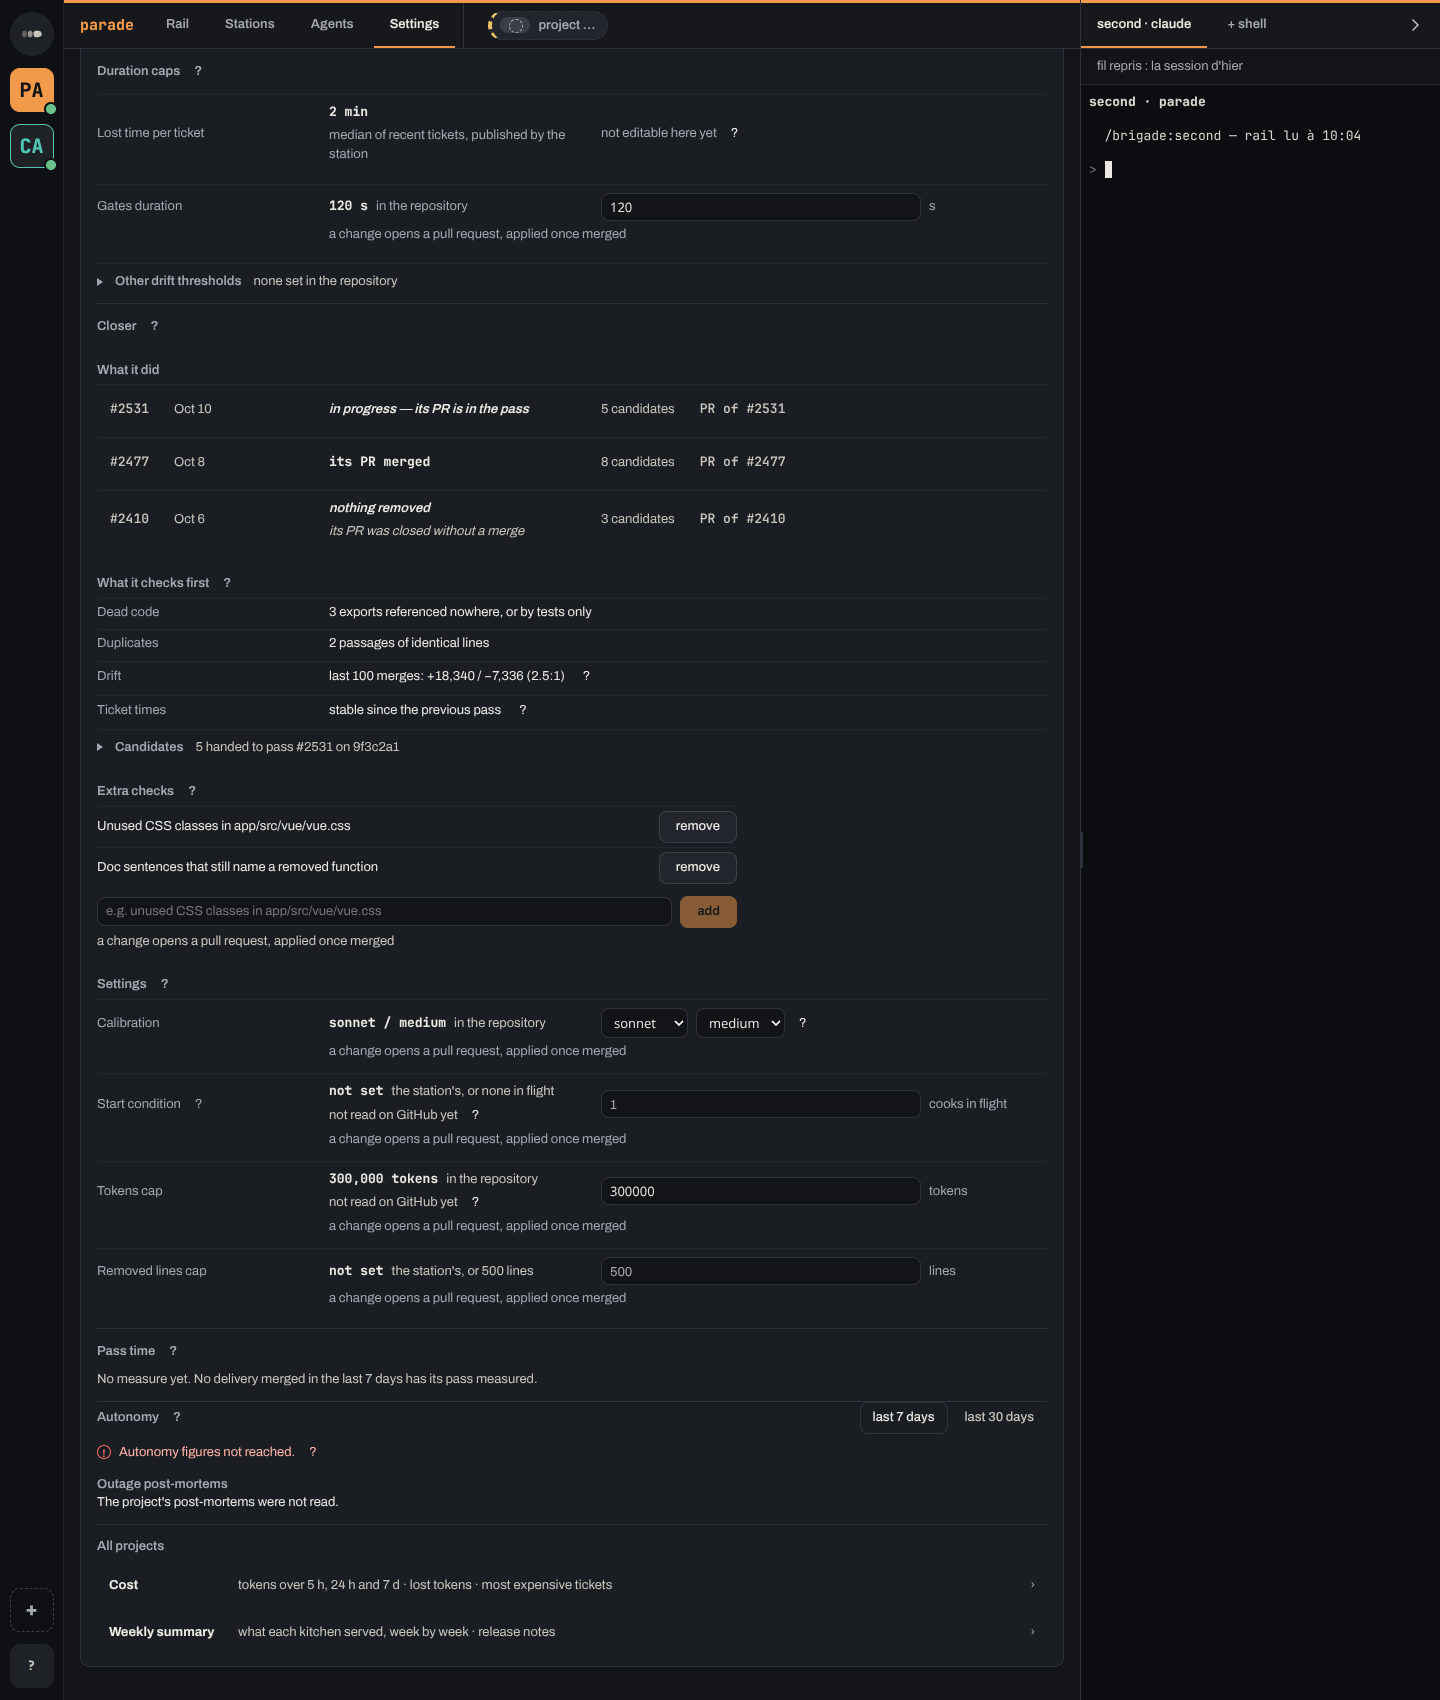 PA
CA
+
?
parade Rail Stations Agents Settings project ...
Duration caps ?
Lost time per ticket
2 min
median of recent tickets, published by the
station
not editable here yet ?
Gates duration
120 s in the repository
120 s
a change opens a pull request, applied once merged
Other drift thresholds none set in the repository
Closer ?
What it did
#2531 Oct 10 in progress — its PR is in the pass 5 candidates PR of #2531
#2477 Oct 8 its PR merged 8 candidates PR of #2477
#2410 Oct 6 nothing removed 3 candidates PR of #2410
its PR was closed without a merge
What it checks first ?
Dead code 3 exports referenced nowhere, or by tests only
Duplicates 2 passages of identical lines
Drift last 100 merges: +18,340 / −7,336 (2.5:1) ?
Ticket times stable since the previous pass ?
Candidates 5 handed to pass #2531 on 9f3c2a1
Extra checks ?
Unused CSS classes in app/src/vue/vue.css remove
Doc sentences that still name a removed function remove
e.g. unused CSS classes in app/src/vue/vue.css add
a change opens a pull request, applied once merged
Settings ?
Calibration sonnet / medium in the repository sonnet medium ?
a change opens a pull request, applied once merged
Start condition ?
not set the station's, or none in flight
not read on GitHub yet ?
a change opens a pull request, applied once merged
1 cooks in flight
Tokens cap
300,000 tokens in the repository
not read on GitHub yet ?
a change opens a pull request, applied once merged
300000 tokens
Removed lines cap not set the station's, or 500 lines 500 lines
a change opens a pull request, applied once merged
Pass time ?
No measure yet. No delivery merged in the last 7 days has its pass measured.
Autonomy ? last 7 days last 30 days
Autonomy figures not reached. ?
Outage post-mortems
The project's post-mortems were not read.
All projects
Cost tokens over 5 h, 24 h and 7 d · lost tokens · most expensive tickets ›
Weekly summary what each kitchen served, week by week · release notes ›
second · claude + shell
fil repris : la session d'hier
second · parade
/brigade:second — rail lu à 10:04
>